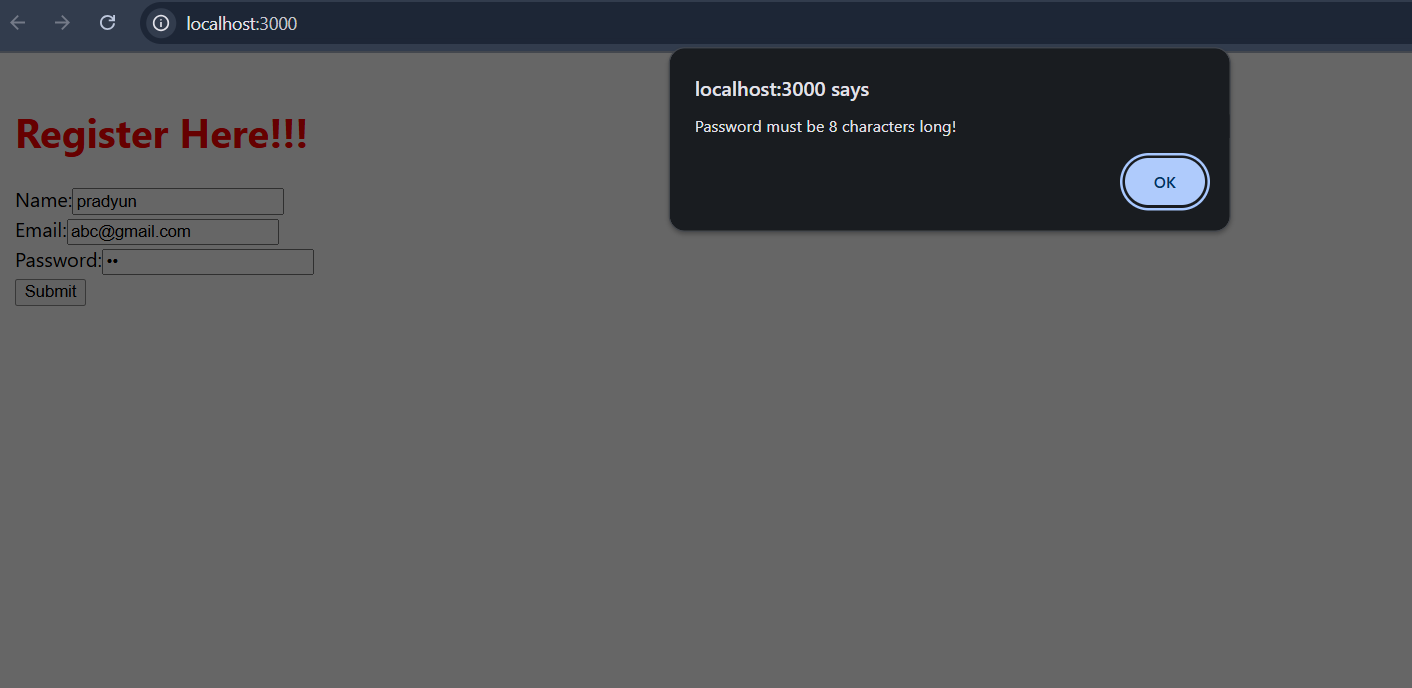 localhost:3000
localhost:3000 says
Password must be 8 characters long!
OK
Register Here!!!
Name:pradyun
Email:abc@gmail.com
Password:••
Submit